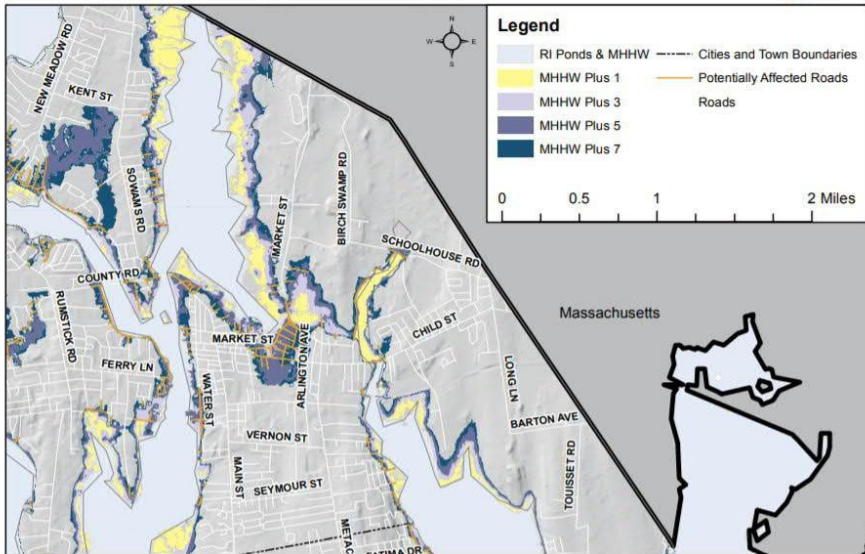 Legend
RI Ponds & MHHW
Cities and Town Boundaries
MHHW Plus 1
Potentially Affected Roads
MHHW Plus 3
Roads
MHHW Plus 5
MHHW Plus 7
0 0.5 1 2 Miles
N
W E
S
NEW MEADOW RD
KENT ST
SOWAMS RD
MARKET ST
BIRCH SWAMP RD
SCHOOLHOUSE RD
COUNTY RD
RUMSTICK RD
Massachusetts
MARKET ST
CHILD ST
ARLINGTON AVE
FERRY LN
LONG LN
WATER ST
BARTON AVE
VERNON ST
MAIN ST
TOUISSET RD
SEYMOUR ST
METAC
FATIMA DR